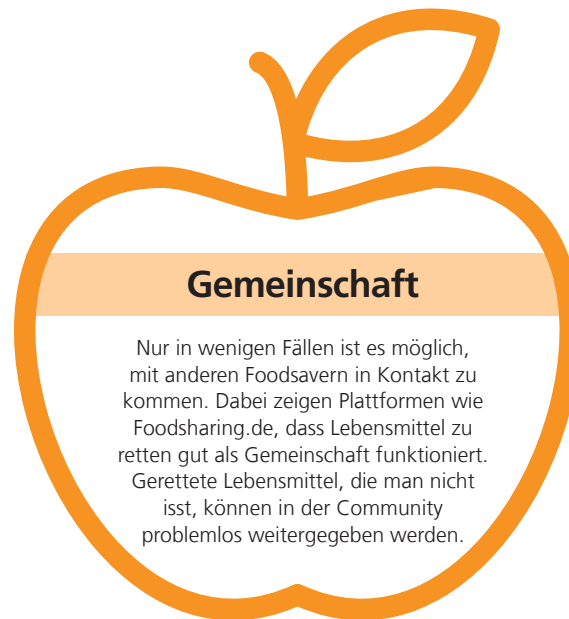 Gemeinschaft
Nur in wenigen Fällen ist es möglich,
mit anderen Foodsavern in Kontakt zu
kommen. Dabei zeigen Plattformen wie
Foodsharing.de, dass Lebensmittel zu
retten gut als Gemeinschaft funktioniert.
Gerettete Lebensmittel, die man nicht
isst, können in der Community
problemlos weitergegeben werden.